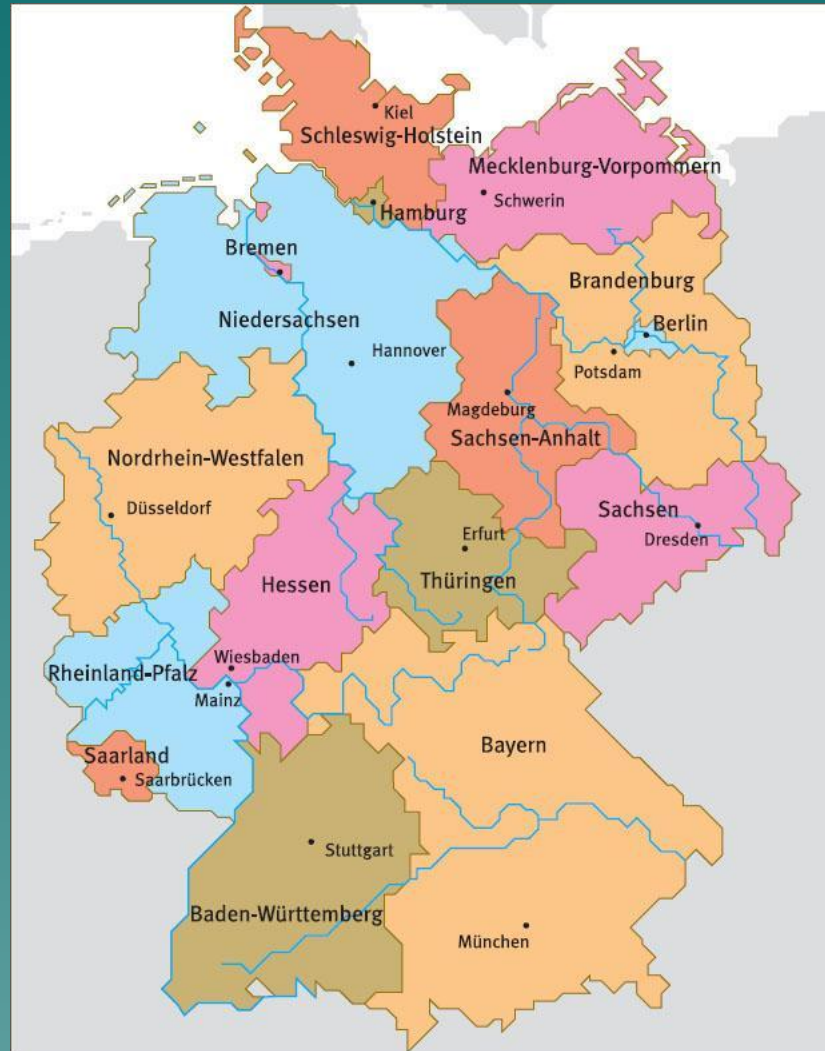 Kiel
Schleswig-Holstein
Mecklenburg-Vorpommern
Schwerin
Hamburg
Bremen
Brandenburg
Niedersachsen
Berlin
Hannover
Potsdam
Magdeburg
Sachsen-Anhalt
Nordrhein-Westfalen
Düsseldorf
Sachsen
Dresden
Erfurt
Thüringen
Hessen
Wiesbaden
Rheinland-Pfalz
Mainz
Bayern
Saarland
Saarbrücken
Stuttgart
Baden-Württemberg
München